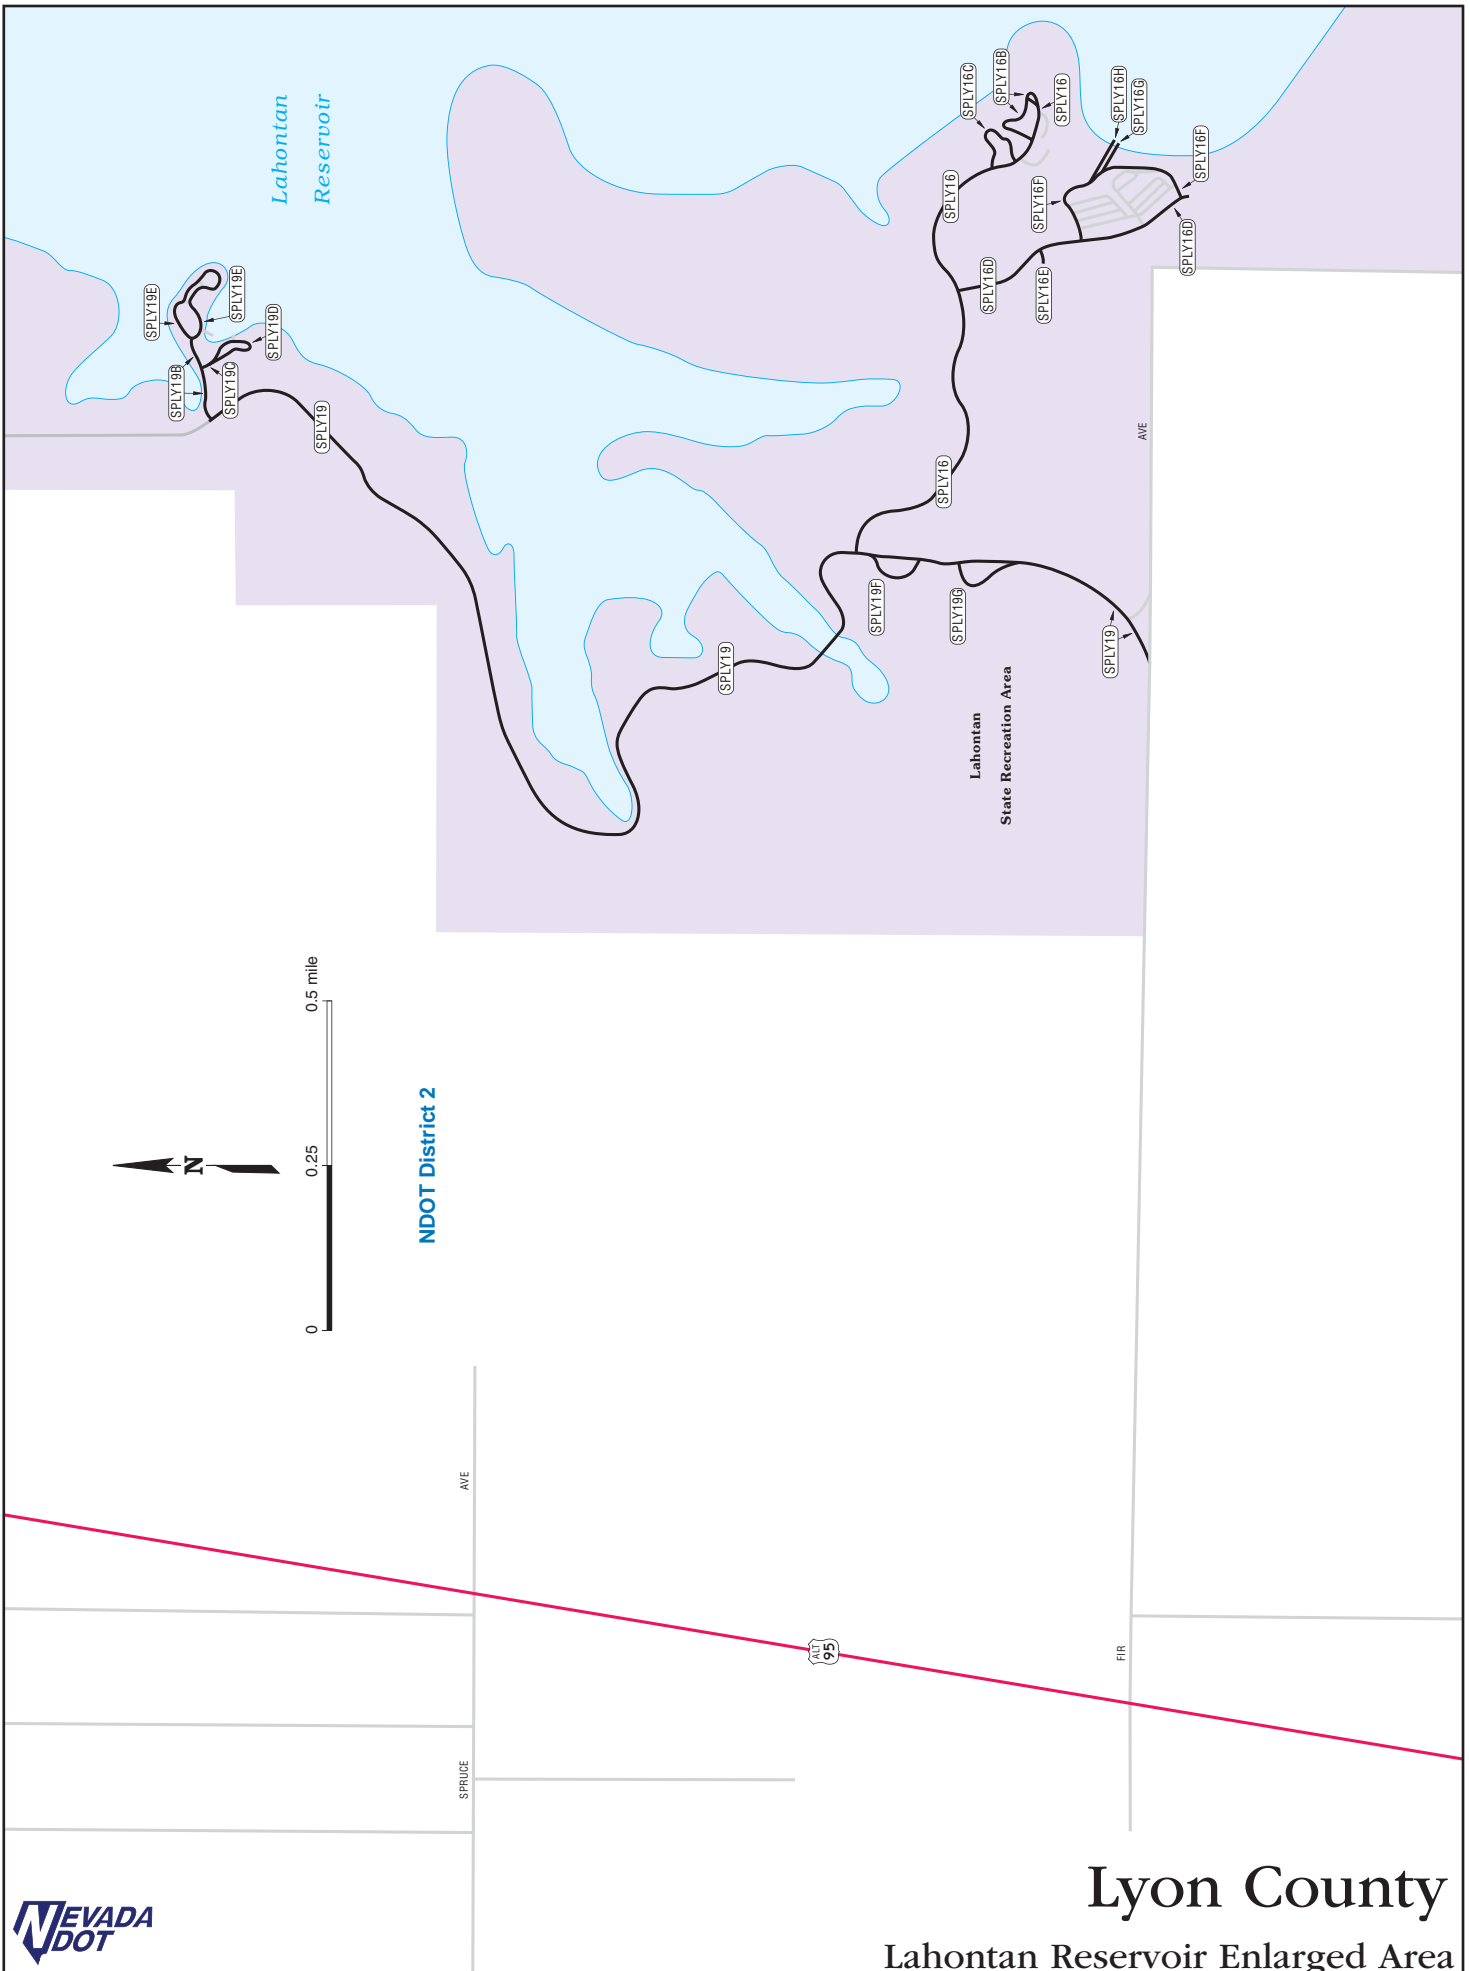 Lahontan
Reservoir
SPLY16C
SPLY16B
SPLY16
SPLY16H
SPLY16G
SPLY16F
SPLY16
SPLY16F
SPLY16D
SPLY16D
SPLY16E
SPLY19E
SPLY19E
SPLY19D
SPLY19B
SPLY19C
SPLY19
AVE
SPLY16
SPLY19F
SPLY19G
SPLY19
SPLY19
Lahontan
State Recreation Area
N
0
0.25
0.5 mile
NDOT District 2
AVE
ALT
95
FIR
SPRUCE
NEVADA
DOT
Lyon County
Lahontan Reservoir Enlarged Area